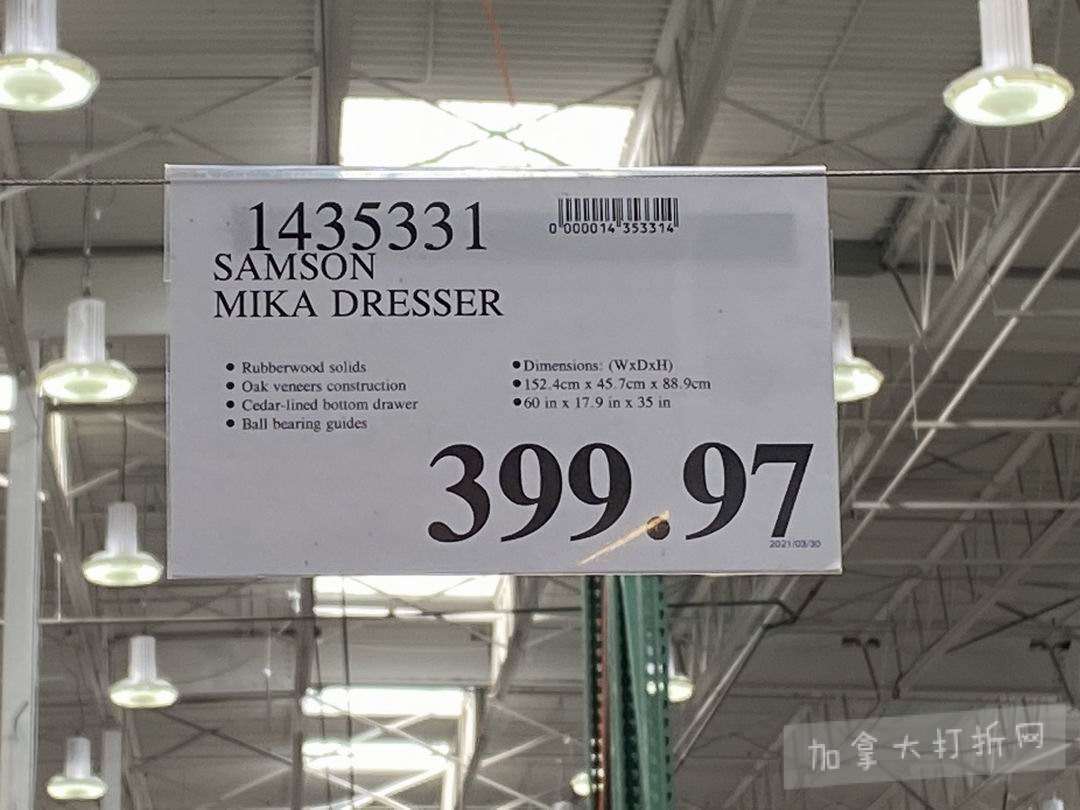 1435331
0 000014 353314
SAMSON
MIKA DRESSER
• Rubberwood solids
• Oak veneers construction
• Cedar-lined bottom drawer
• Ball bearing guides
• Dimensions: (WxDxH)
• 152.4cm x 45.7cm x 88.9cm
• 60 in x 17.9 in x 35 in
399.97
2021/03/30
加拿大打折网